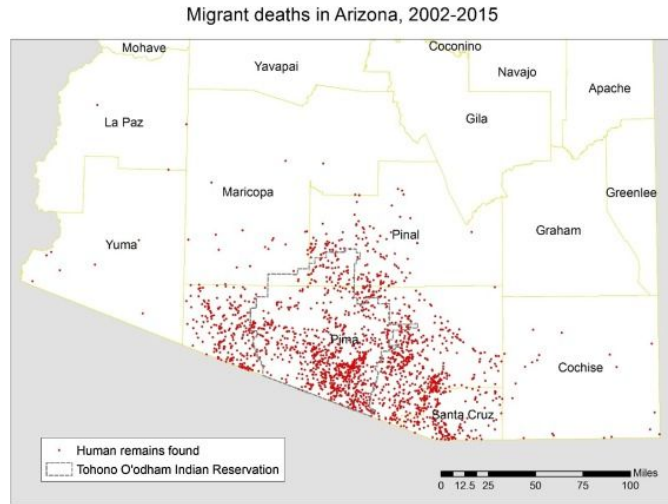 Migrant deaths in Arizona, 2002-2015
Mohave
Coconino
Yavapai
Navajo
Apache
Gila
La Paz
Maricopa
Greenlee
Pinal
Graham
Yuma
Pima
Cochise
Santa Cruz
Human remains found
Tohono O'odham Indian Reservation
Miles
0 12.5 25 50 75 100